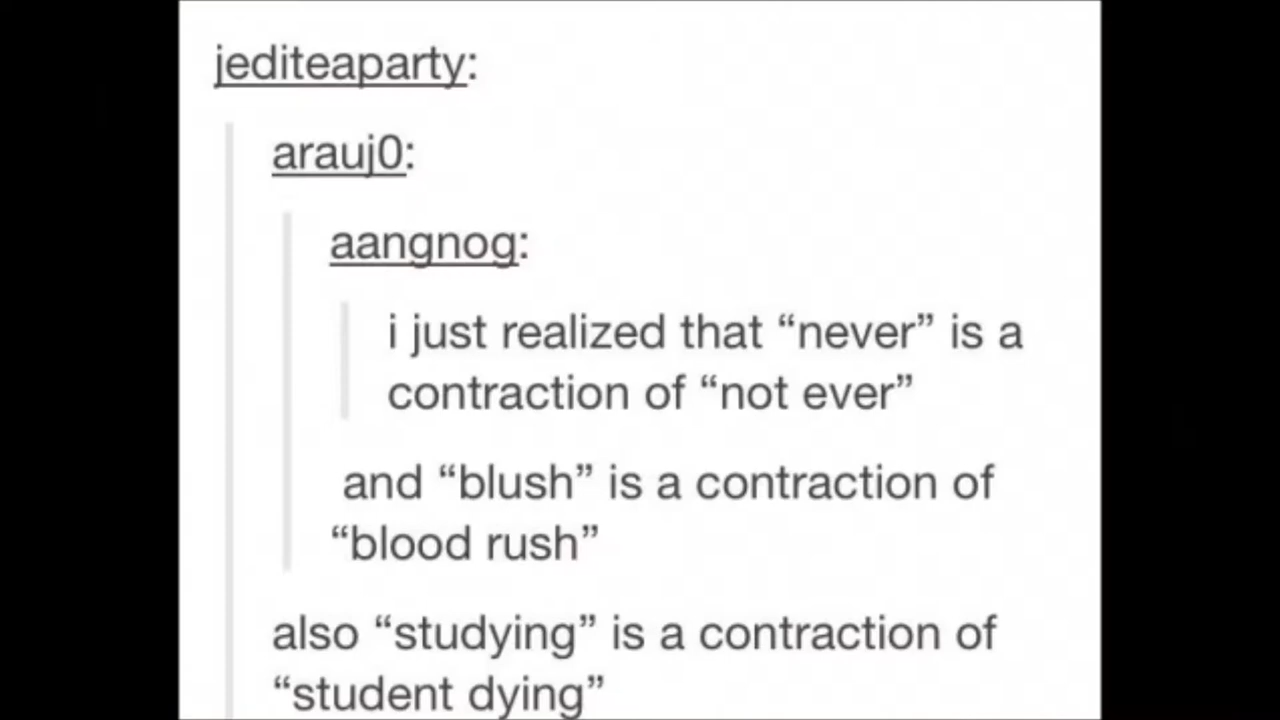 jediteaparty:
arauj0:
aangnog:
i just realized that “never” is a
contraction of “not ever”
and “blush” is a contraction of
“blood rush”
also “studying” is a contraction of
“student dying”